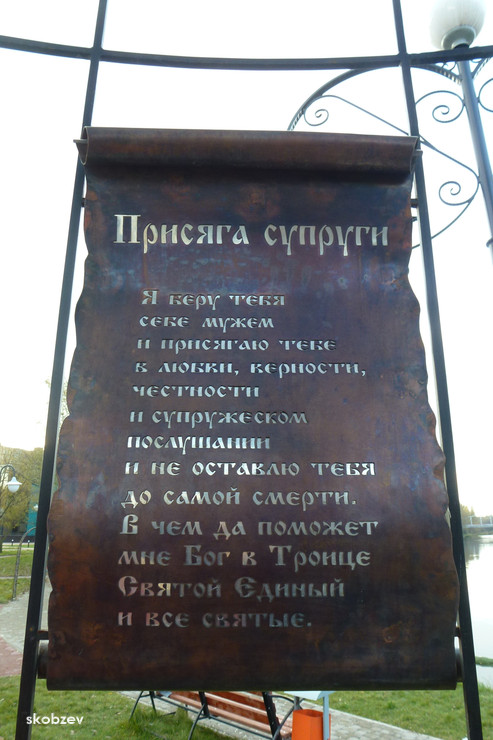 Присяга супруги
Я беру тебя
себе мужем
и присягаю тебе
в любви, верности,
честности
и супружеском
послушании
и не оставлю тебя
до самой смерти.
В чем да поможет
мне Бог в Троице
Святой Единый
и все святые.
skobzev